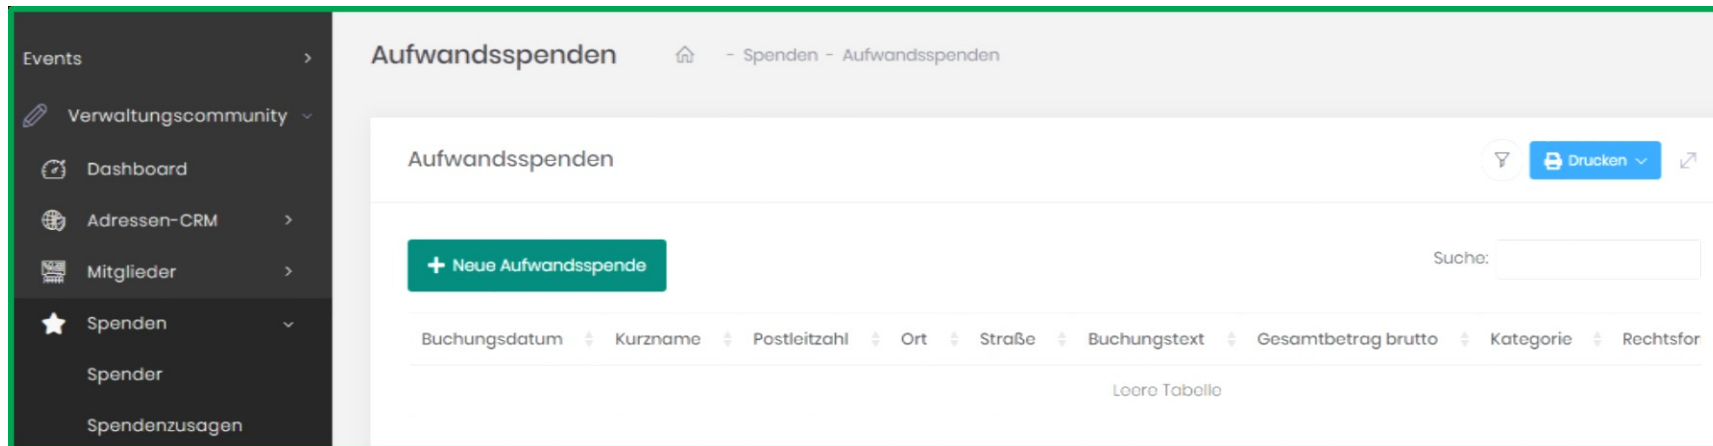 Events
Verwaltungscommunity
Dashboard
Adressen-CRM
Mitglieder
Spenden
Spender
Spendenzusagen
Aufwandsspenden
- Spenden - Aufwandsspenden
Aufwandsspenden
Drucken
+ Neue Aufwandsspende
Suche:
Buchungsdatum Kurzname Postleitzahl Ort Straße Buchungstext Gesamtbetrag brutto Kategorie Rechtsfor
Leere Tabelle